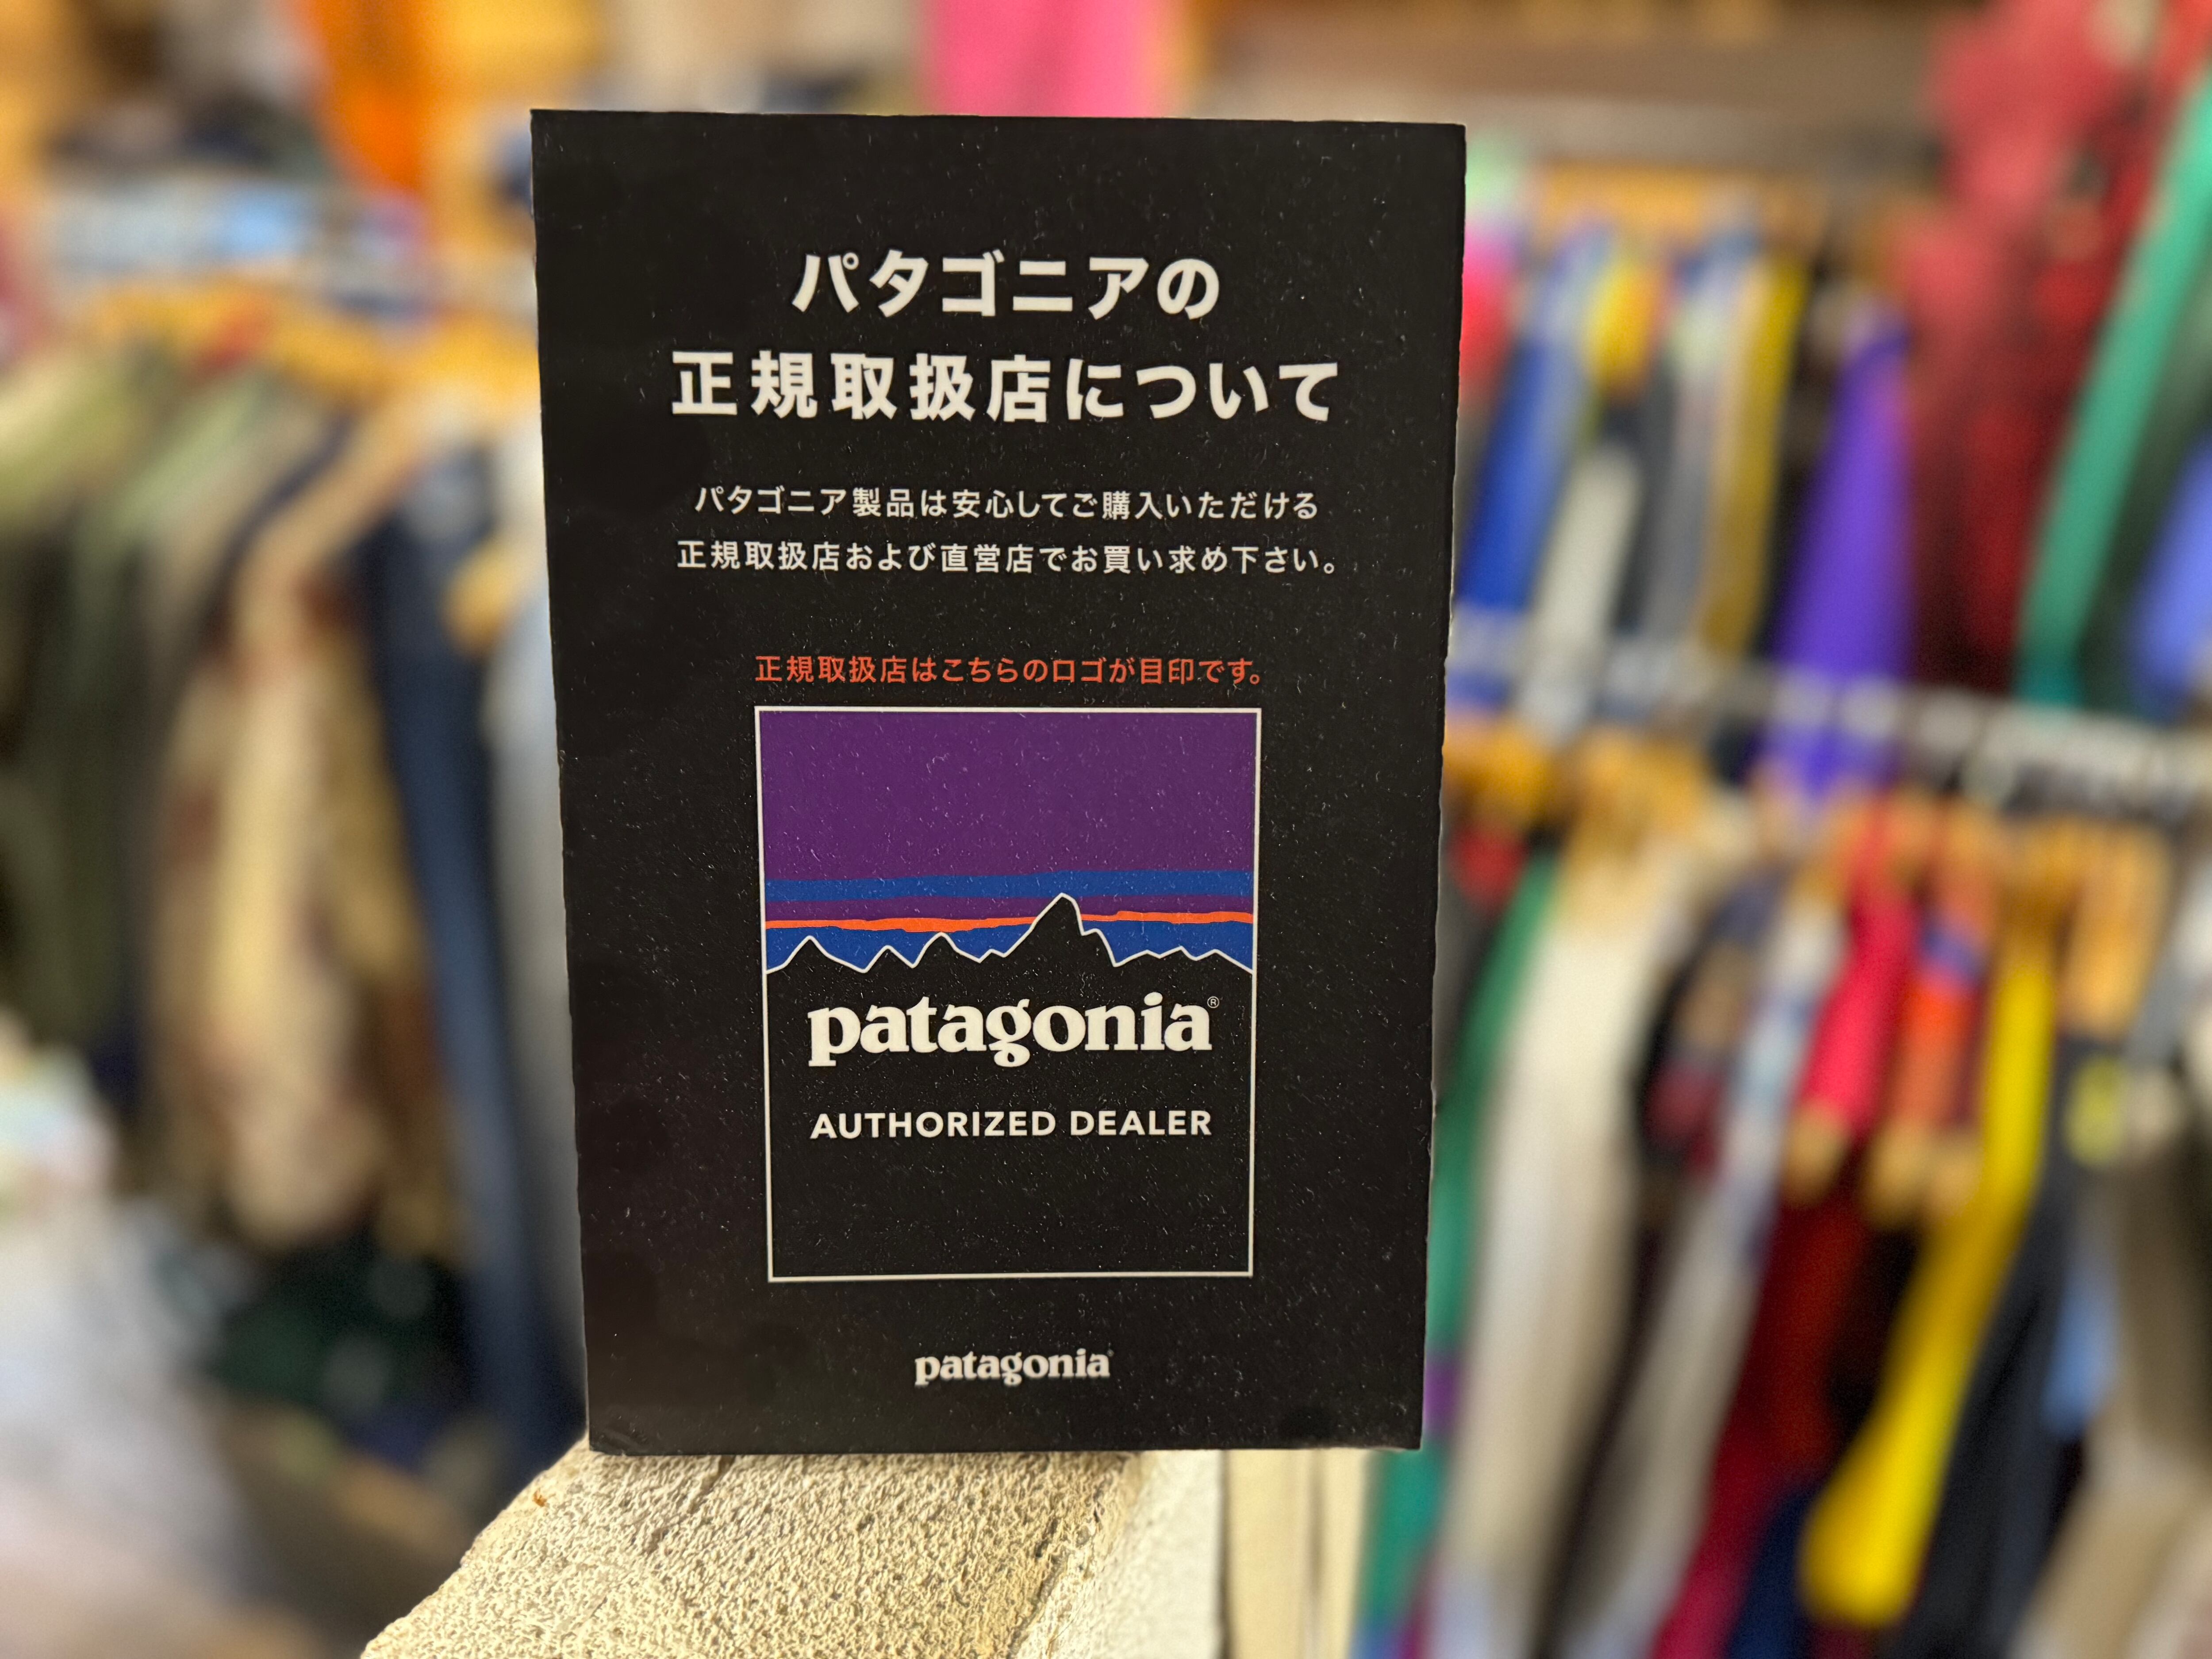 パタゴニアの
正規取扱店について
パタゴニア製品は安心してご購入いただける
正規取扱店および直営店でお買い求め下さい。
正規取扱店はこちらのロゴが目印です。
patagonia®
AUTHORIZED DEALER
patagonia